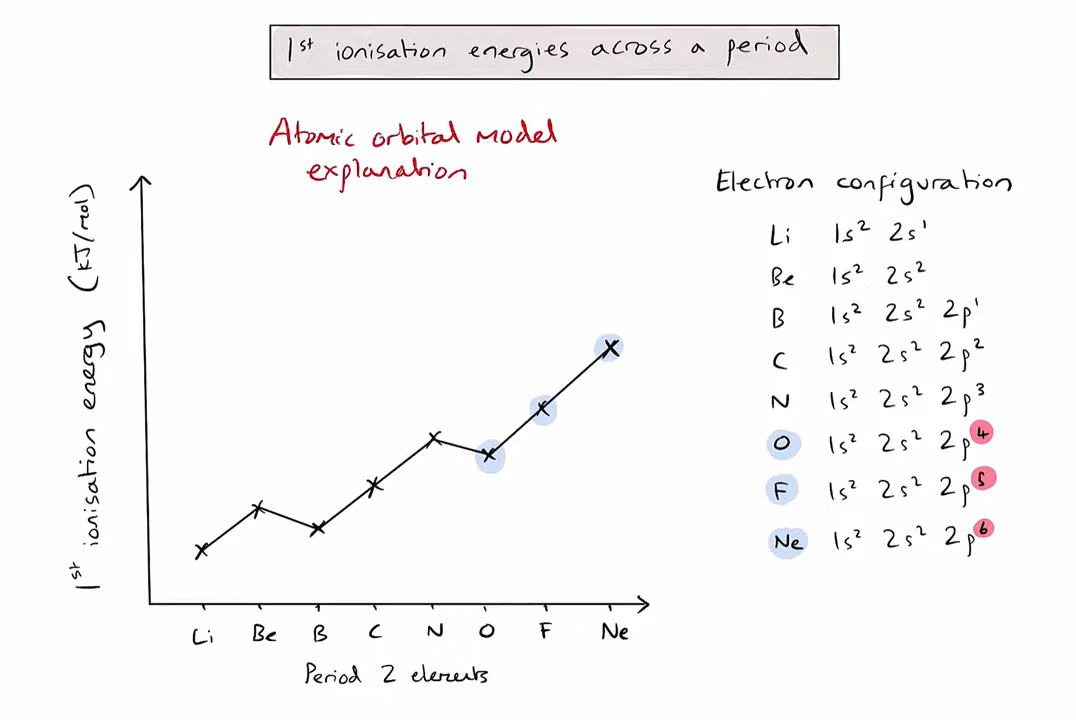 1st ionisation energies across a period
Atomic orbital model
explanation
1st ionisation energy (kJ/mol)
Li Be B C N O F Ne
Period 2 elements
Electron configuration
Li 1s² 2s¹
Be 1s² 2s²
B 1s² 2s² 2p¹
C 1s² 2s² 2p²
N 1s² 2s² 2p³
O 1s² 2s² 2p⁴
F 1s² 2s² 2p⁵
Ne 1s² 2s² 2p⁶